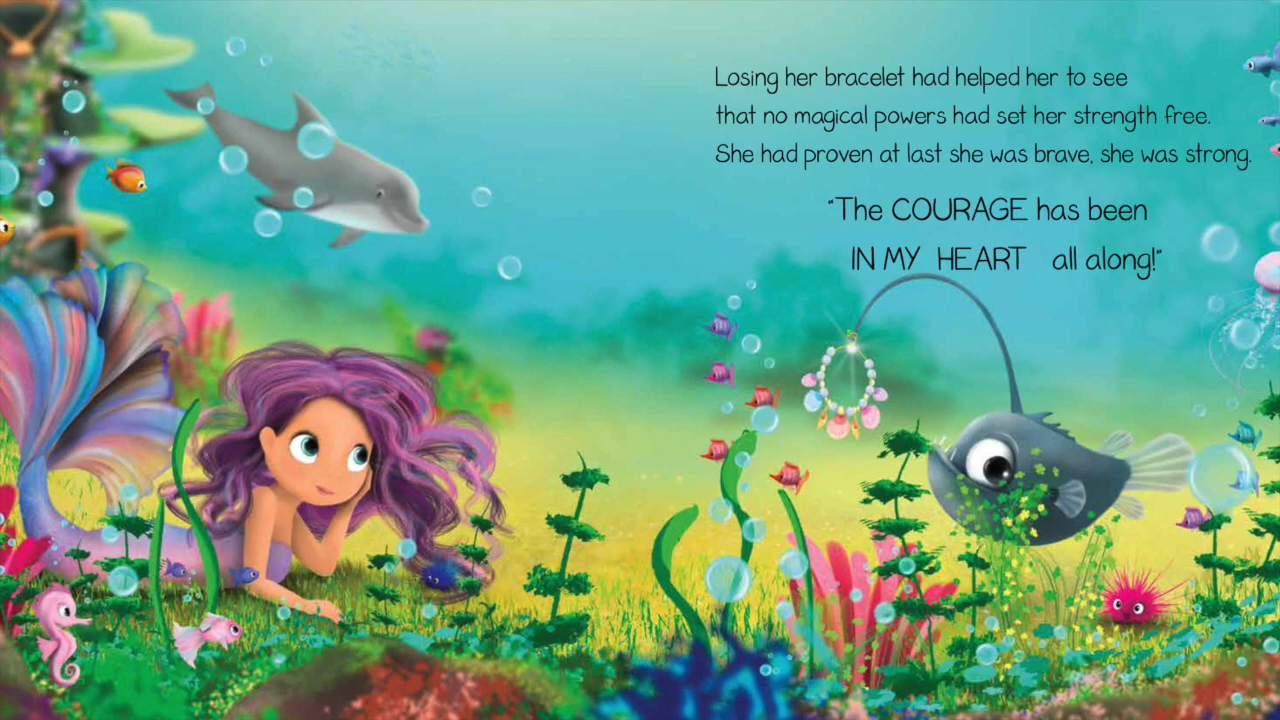 Losing her bracelet had helped her to see
that no magical powers had set her strength free.
She had proven at last she was brave, she was strong.
“The COURAGE has been
IN MY HEART all along!”